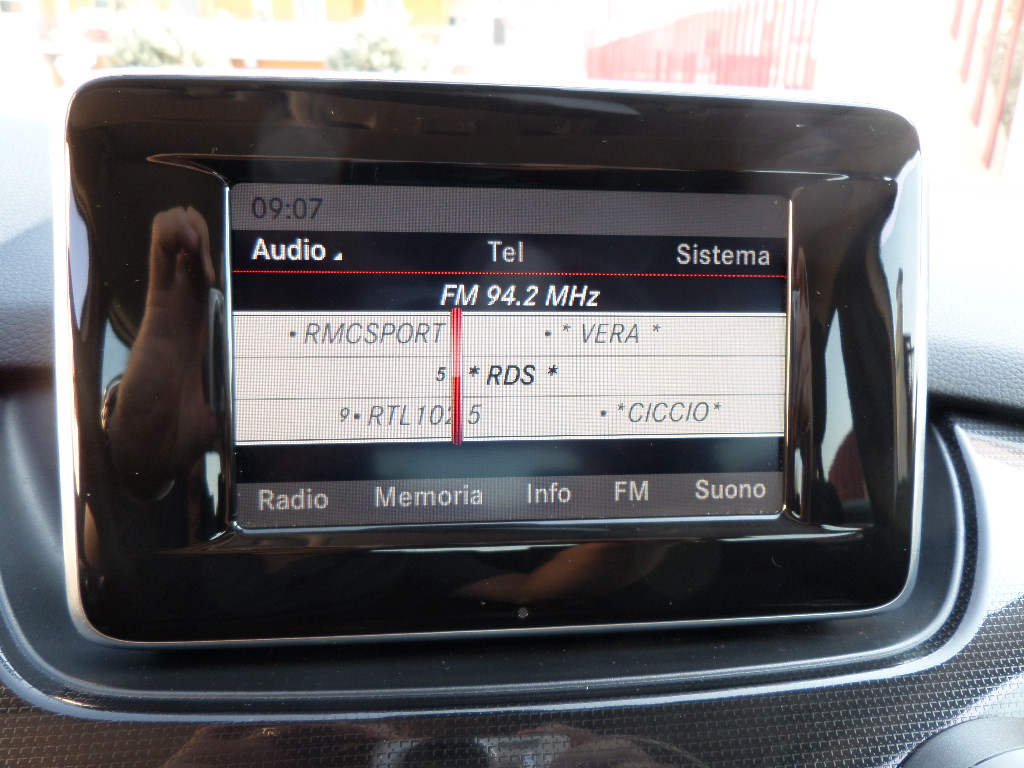 09:07
Audio Tel Sistema
FM 94.2 MHz
•RMCSPORT • * VERA *
5 * RDS *
9•RTL102.5 • *CICCIO*
Radio Memoria Info FM Suono